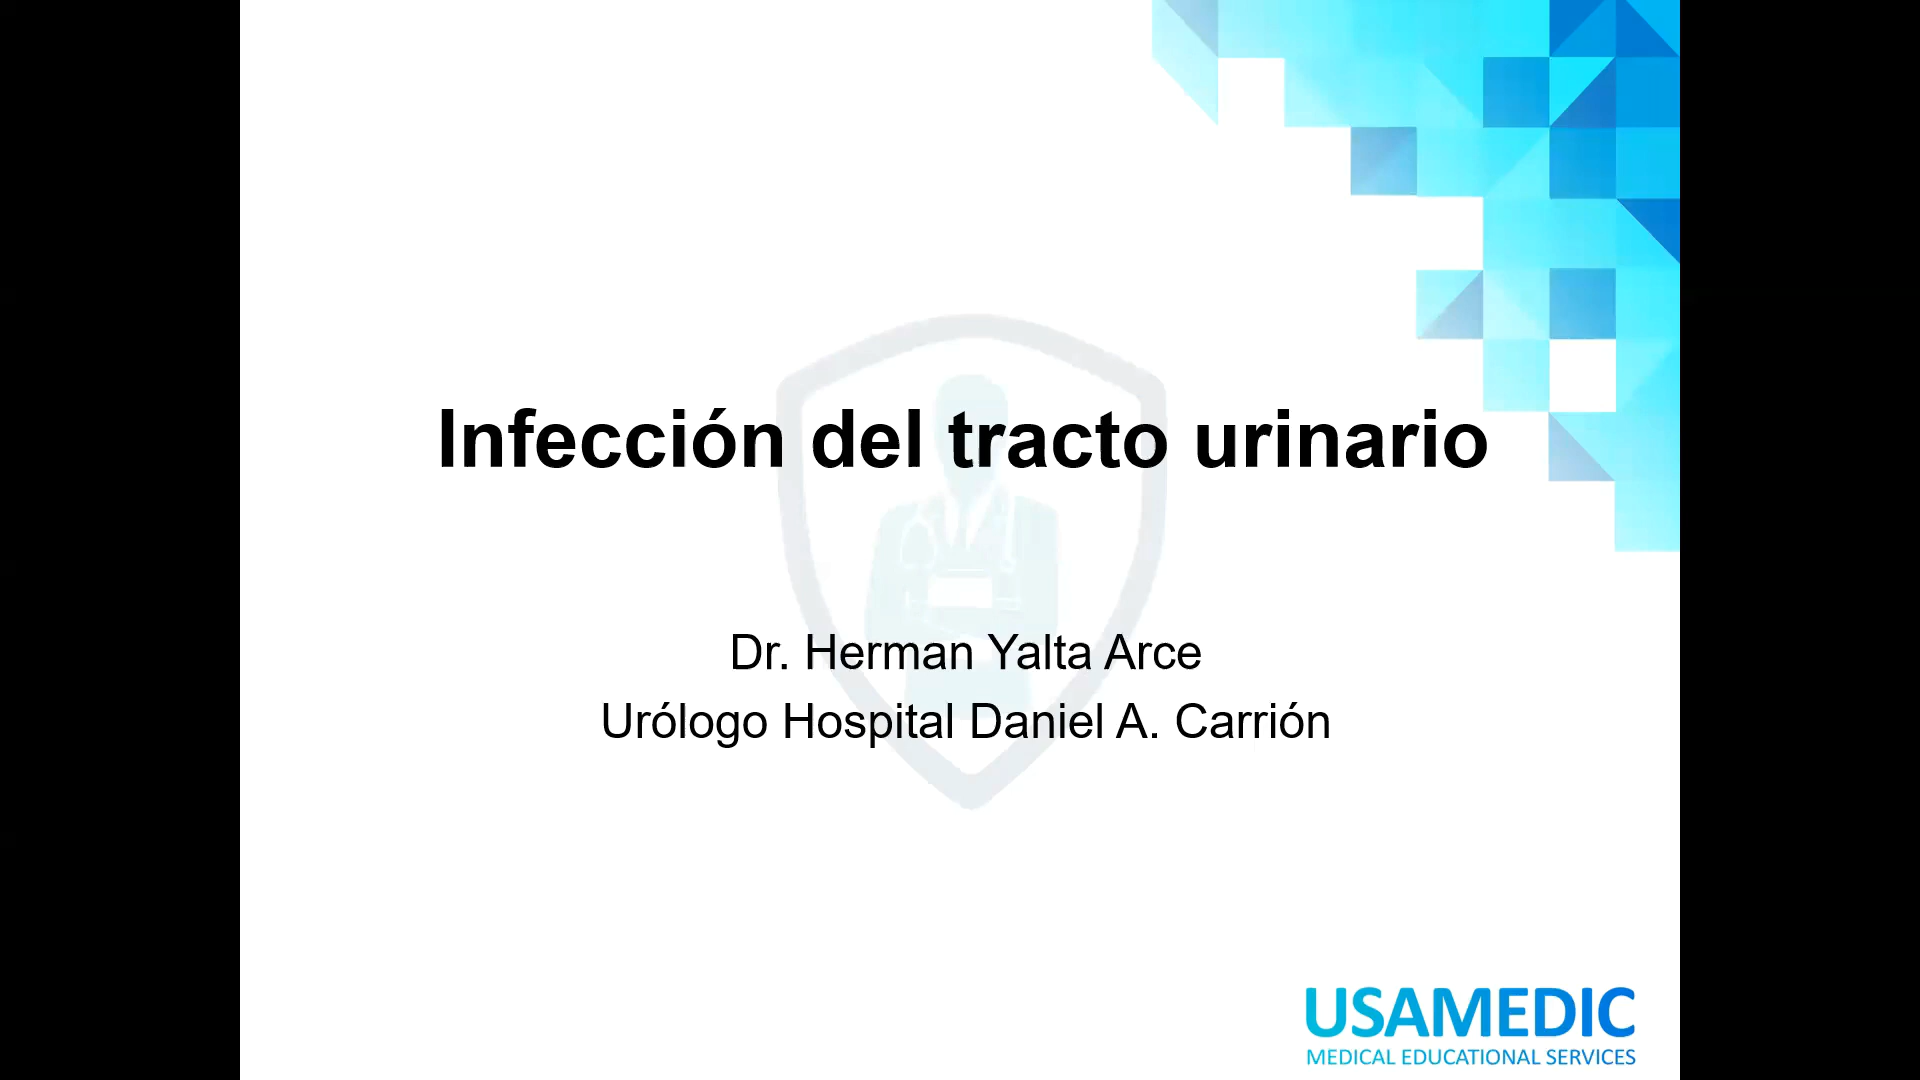 Infección del tracto urinario
Dr. Herman Yalta Arce
Urólogo Hospital Daniel A. Carrión
USAMEDIC
MEDICAL EDUCATIONAL SERVICES